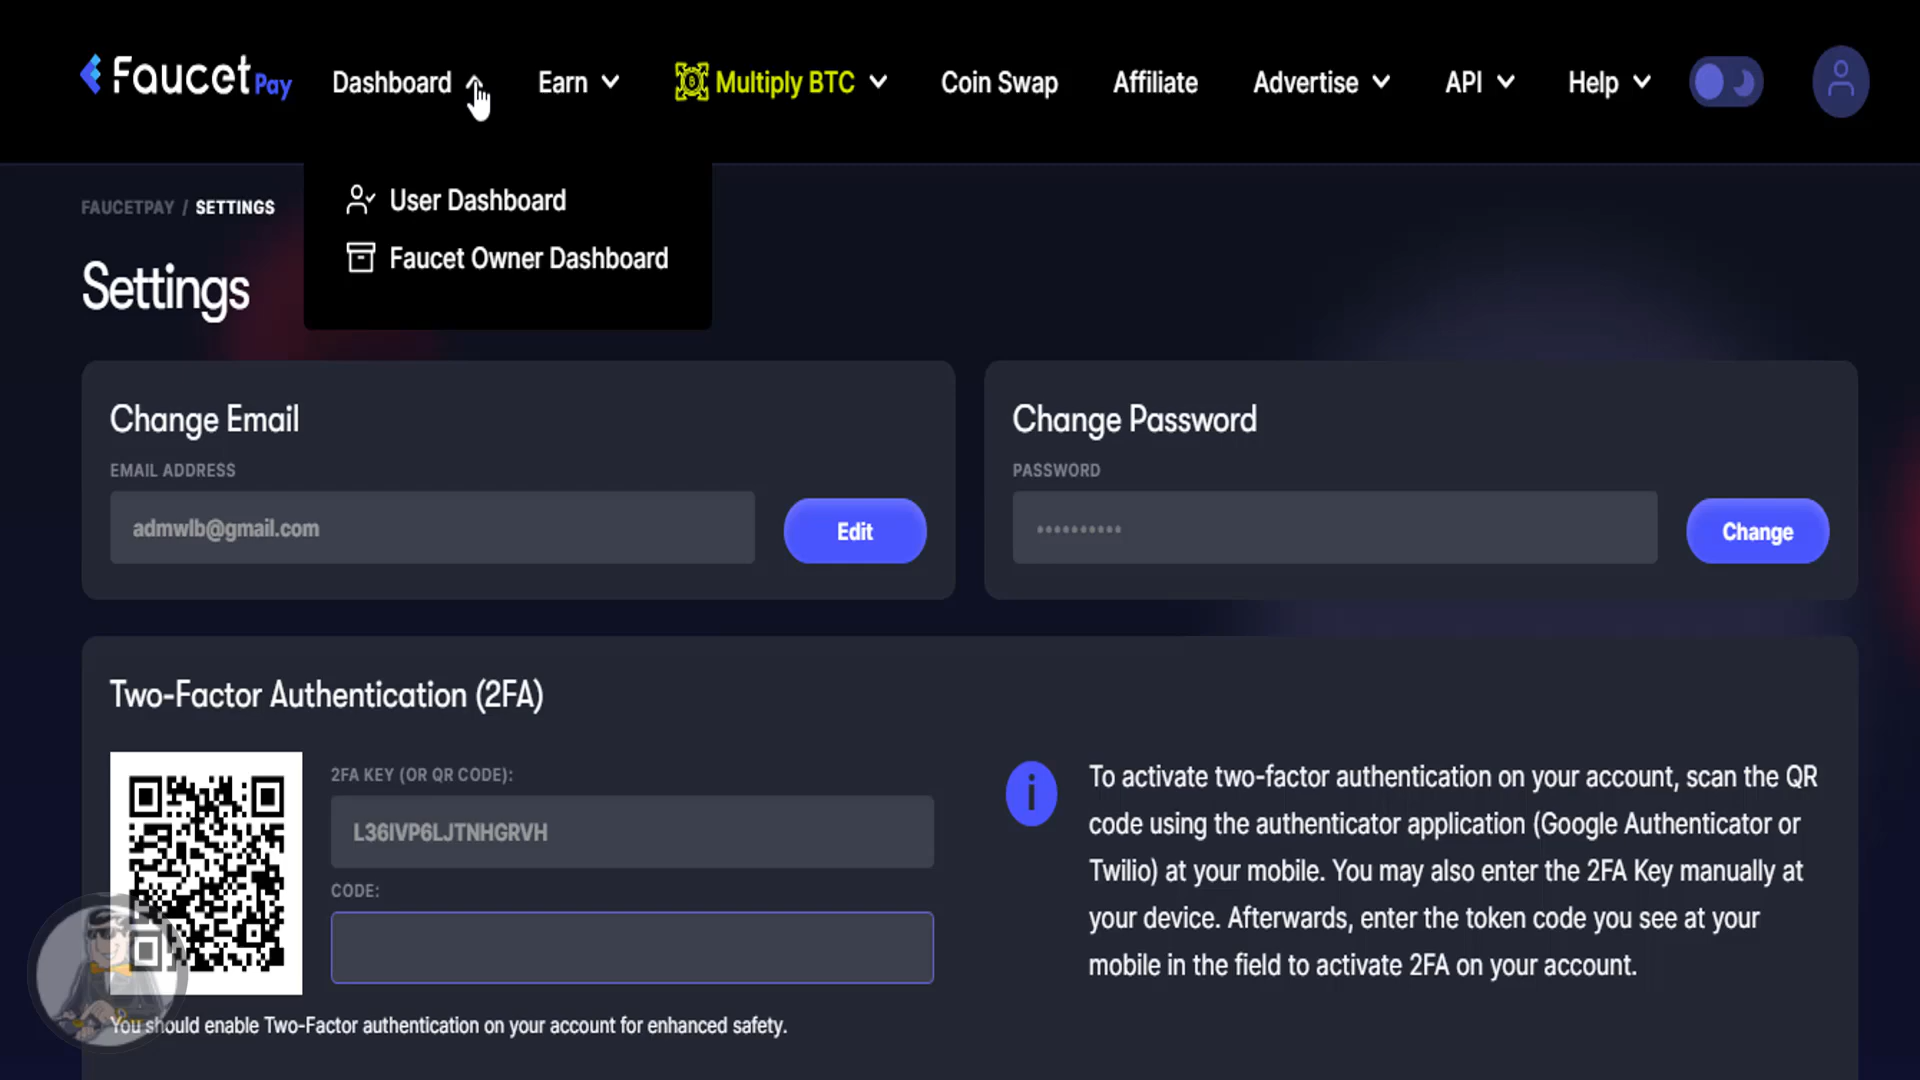 Faucet Pay
Dashboard Earn Multiply BTC Coin Swap Affiliate Advertise API Help
User Dashboard
Faucet Owner Dashboard
FAUCETPAY / SETTINGS
Settings
Change Email
EMAIL ADDRESS
admwlb@gmail.com
Edit
Change Password
PASSWORD
Change
Two-Factor Authentication (2FA)
2FA KEY (OR QR CODE):
L36IVP6LJTNHGRVH
CODE:
You should enable Two-Factor authentication on your account for enhanced safety.
To activate two-factor authentication on your account, scan the QR
code using the authenticator application (Google Authenticator or
Twilio) at your mobile. You may also enter the 2FA Key manually at
your device. Afterwards, enter the token code you see at your
mobile in the field to activate 2FA on your account.